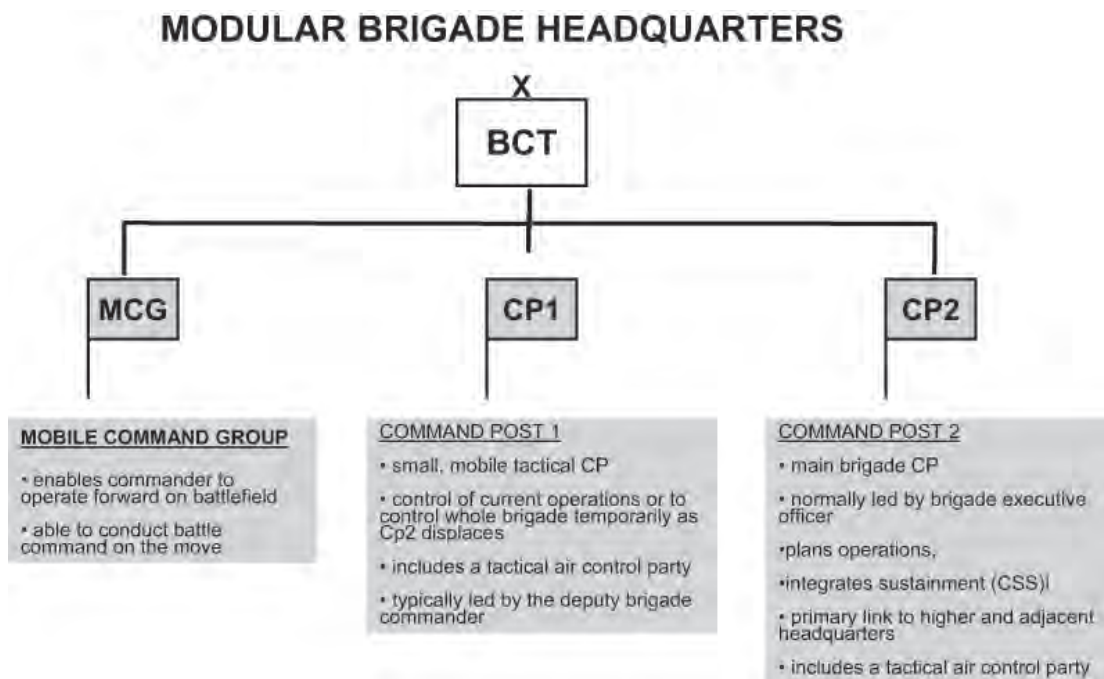 MODULAR BRIGADE HEADQUARTERS
X
BCT
MCG
CP1
CP2
MOBILE COMMAND GROUP
• enables commander to
operate forward on battlefield
• able to conduct battle
command on the move
COMMAND POST 1
• small, mobile tactical CP
• control of current operations or to
control whole brigade temporarily as
Cp2 displaces
• includes a tactical air control party
• typically led by the deputy brigade
commander
COMMAND POST 2
• main brigade CP
• normally led by brigade executive
officer
•plans operations,
•integrates sustainment (CSS)i
• primary link to higher and adjacent
headquarters
• includes a tactical air control party